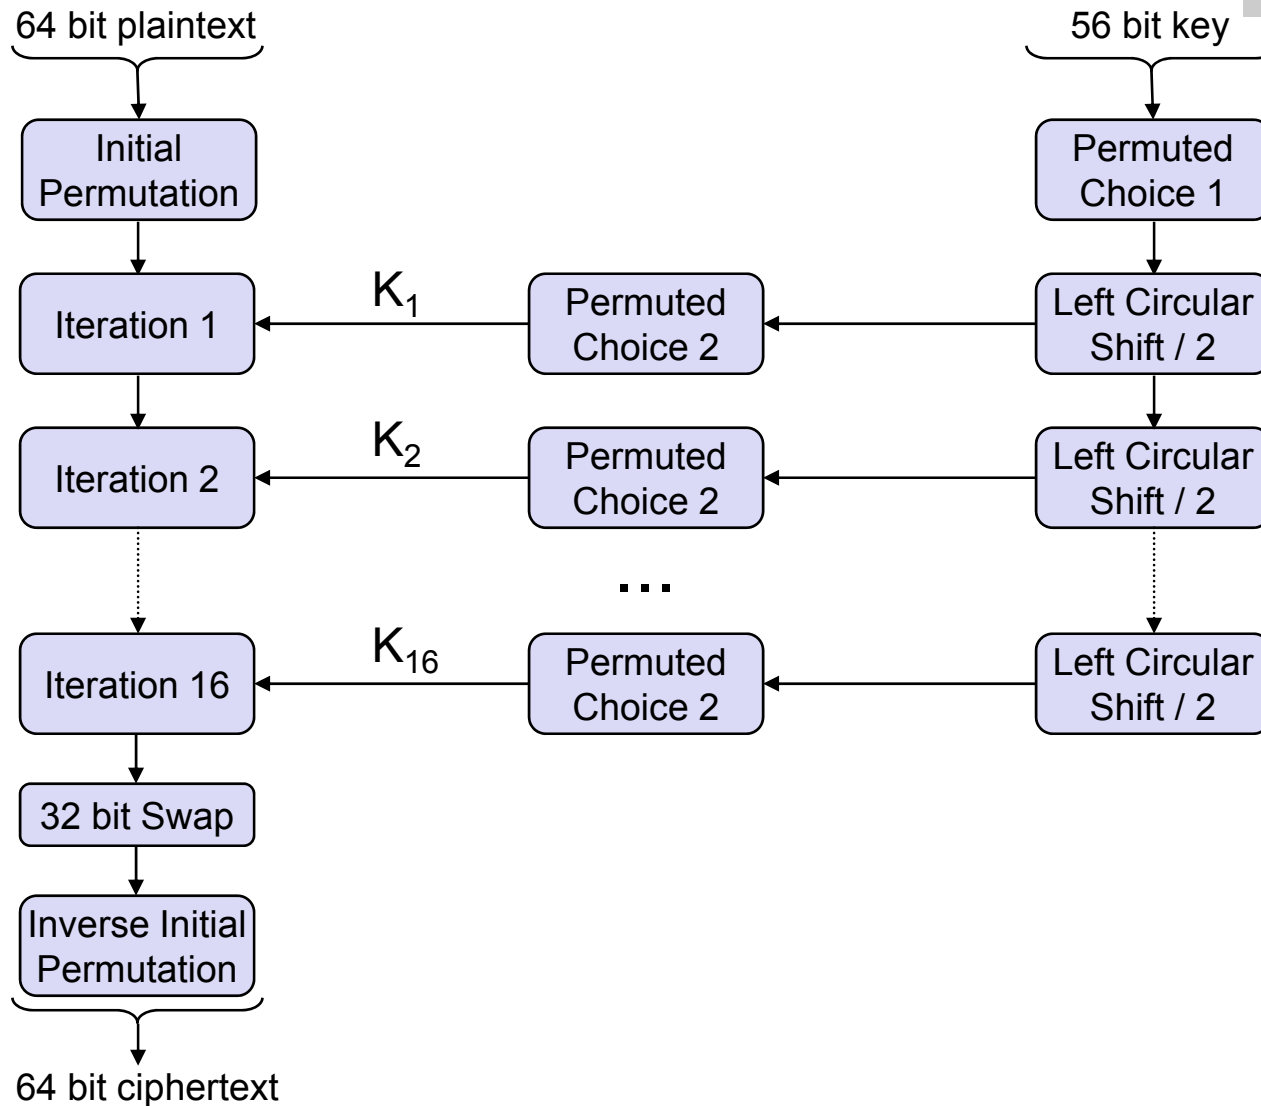 64 bit plaintext
56 bit key
Initial
Permutation
Permuted
Choice 1
Iteration 1
K₁
Permuted
Choice 2
Left Circular
Shift / 2
Iteration 2
K₂
Permuted
Choice 2
Left Circular
Shift / 2
...
Iteration 16
K₁₆
Permuted
Choice 2
Left Circular
Shift / 2
32 bit Swap
Inverse Initial
Permutation
64 bit ciphertext